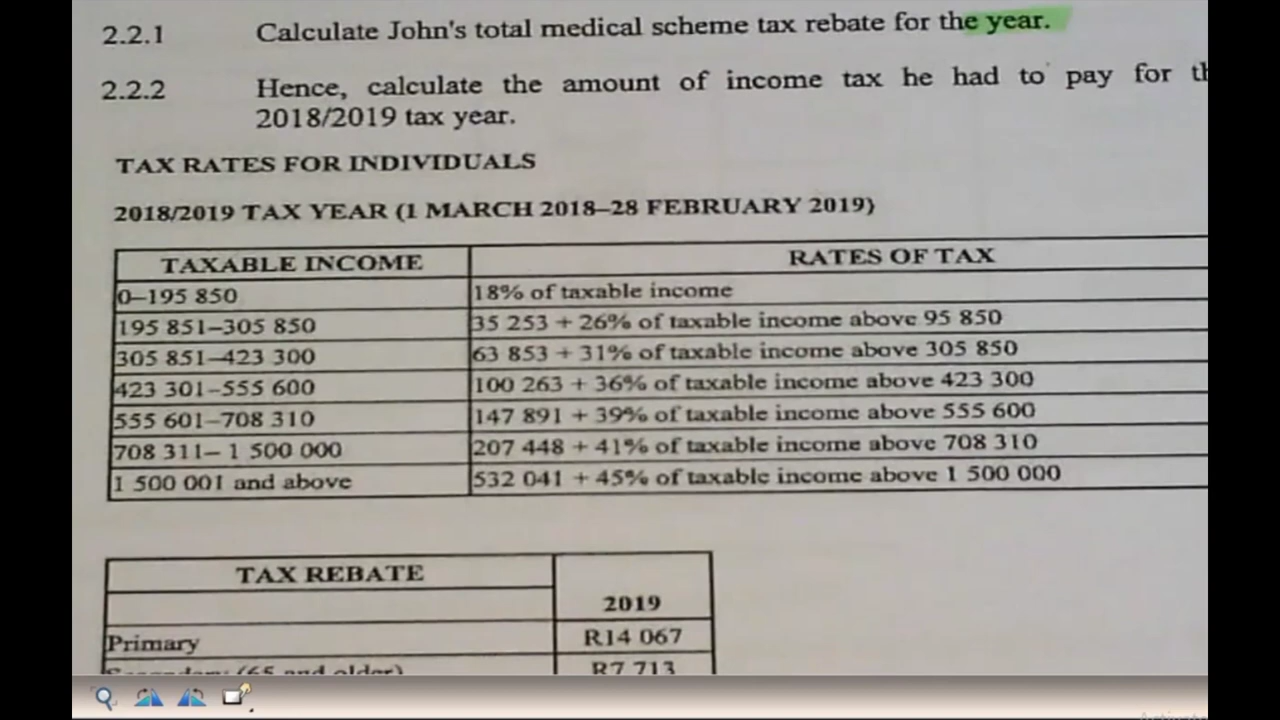 2.2.1 Calculate John's total medical scheme tax rebate for the year.
2.2.2 Hence, calculate the amount of income tax he had to pay for
2018/2019 tax year.
TAX RATES FOR INDIVIDUALS
2018/2019 TAX YEAR (1 MARCH 2018–28 FEBRUARY 2019)
TAXABLE INCOME RATES OF TAX
0–195 850 18% of taxable income
195 851–305 850 35 253 + 26% of taxable income above 95 850
305 851–423 300 63 853 + 31% of taxable income above 305 850
423 301–555 600 100 263 + 36% of taxable income above 423 300
555 601–708 310 147 891 + 39% of taxable income above 555 600
708 311– 1 500 000 207 448 + 41% of taxable income above 708 310
1 500 001 and above 532 041 + 45% of taxable income above 1 500 000
TAX REBATE
2019
Primary R14 067
Secondary (65 and older) R7 713